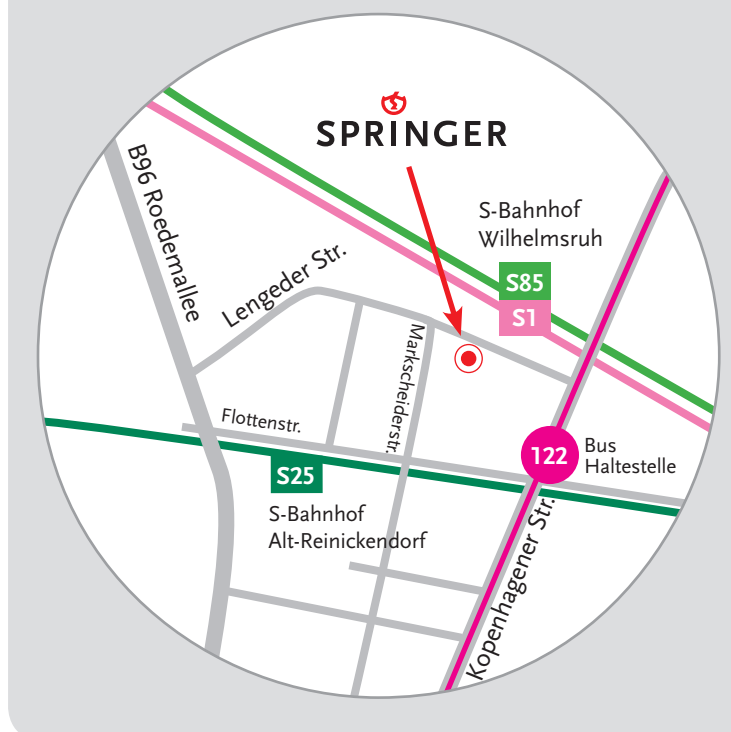 SPRINGER
B96 Roedemallee
S-Bahnhof
Wilhelmsruh
Lengeder Str.
S85
S1
Markscheiderstr.
Flottenstr.
122
Bus
Haltestelle
S25
S-Bahnhof
Alt-Reinickendorf
Kopenhagener Str.